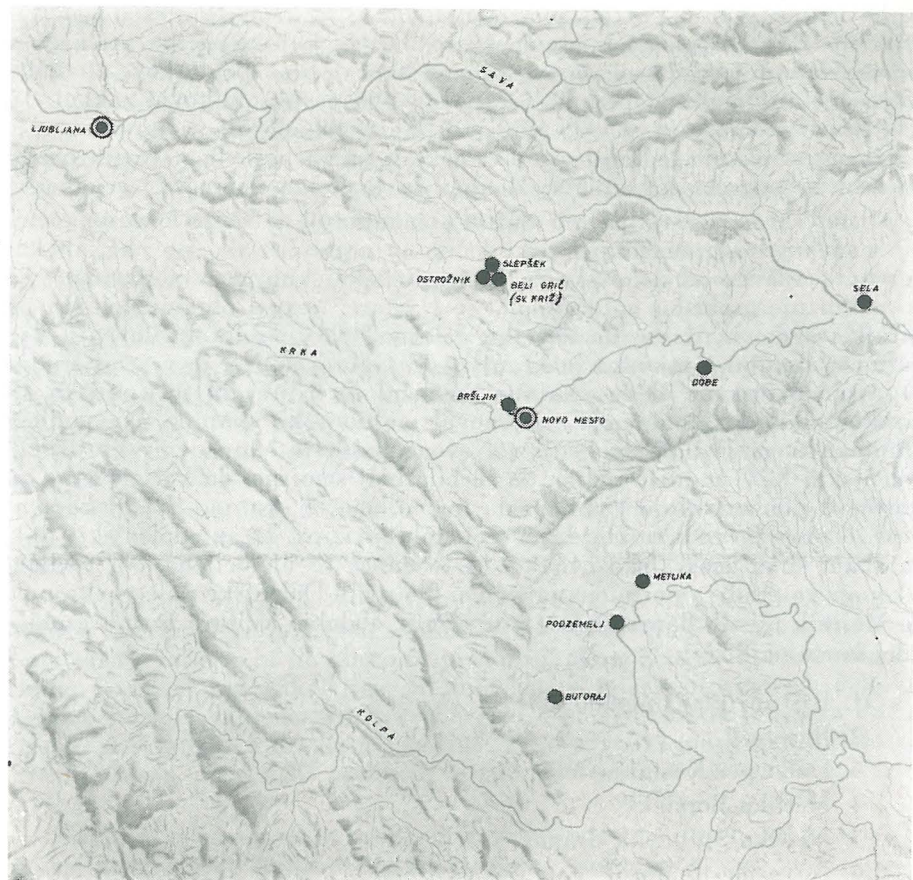 SAVA
LJUBLJANA
SLEPŠEK
OSTROŽNIK
BELI GRIČ
(SV. KRIŽ)
SELA
KRKA
DOBE
BRŠLJIN
NOVO MESTO
METLIKA
PODZEMELJ
BUTORAJ
KOLPA